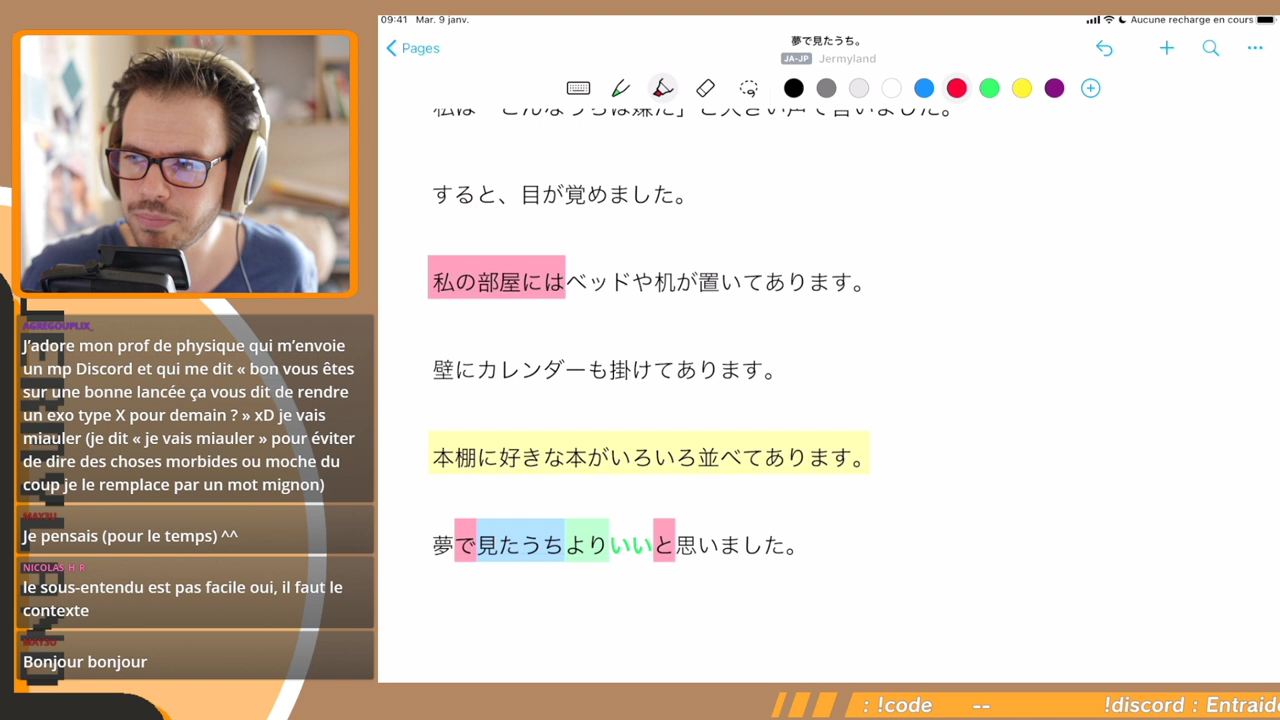 09:41 Mar. 9 janv.
Aucune recharge en cours
Pages
夢で見たうち。
JA-JP Jermyland
すると、目が覚めました。
私の部屋にはベッドや机が置いてあります。
壁にカレンダーも掛けてあります。
本棚に好きな本がいろいろ並べてあります。
夢で見たうちよりいいと思いました。
AGREGOUPLIX_
J'adore mon prof de physique qui m'envoie
un mp Discord et qui me dit « bon vous êtes
sur une bonne lancée ça vous dit de rendre
un exo type X pour demain ? » xD je vais
miauler (je dit « je vais miauler » pour éviter
de dire des choses morbides ou moche du
coup je le remplace par un mot mignon)
Je pensais (pour le temps) ^^
NICOLAS_H_R
le sous-entendu est pas facile oui, il faut le
contexte
Bonjour bonjour
: !code -- !discord : Entraide